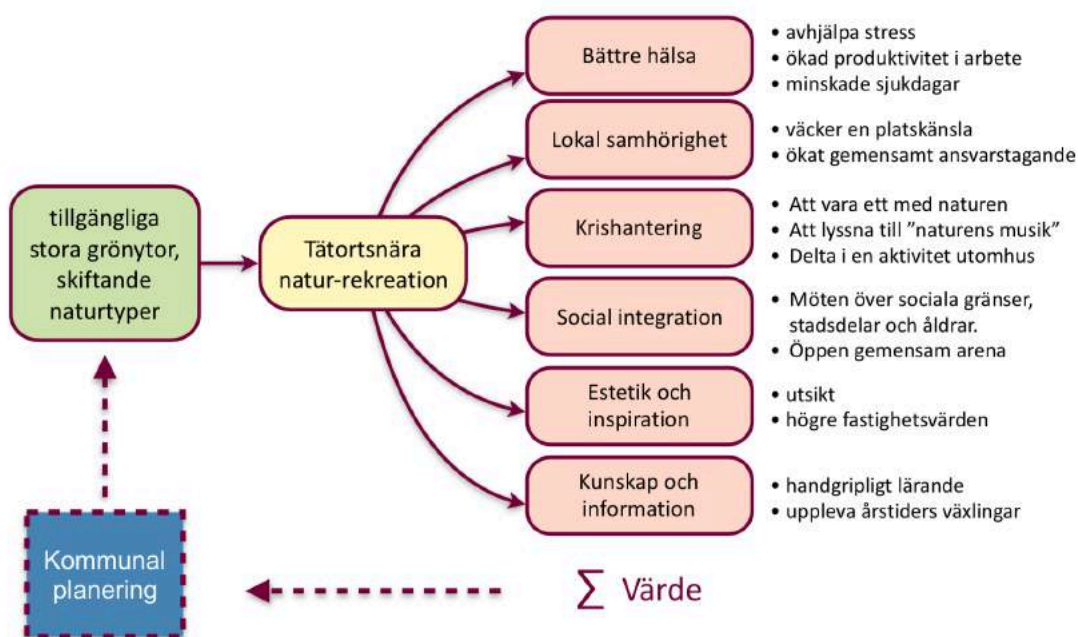 Bättre hälsa
• avhjälpa stress
• ökad produktivitet i arbete
• minskade sjukdagar
Lokal samhörighet
• väcker en platskänsla
• ökat gemensamt ansvarstagande
tillgängliga
stora grönytor,
skiftande
naturtyper
Tätortsnära
natur-rekreation
Krishantering
• Att vara ett med naturen
• Att lyssna till ”naturens musik”
• Delta i en aktivitet utomhus
Social integration
• Möten över sociala gränser,
stadsdelar och åldrar.
• Öppen gemensam arena
Estetik och
inspiration
• utsikt
• högre fastighetsvärden
Kunskap och
information
• handgripligt lärande
• uppleva årstiders växlingar
Kommunal
planering
∑ Värde